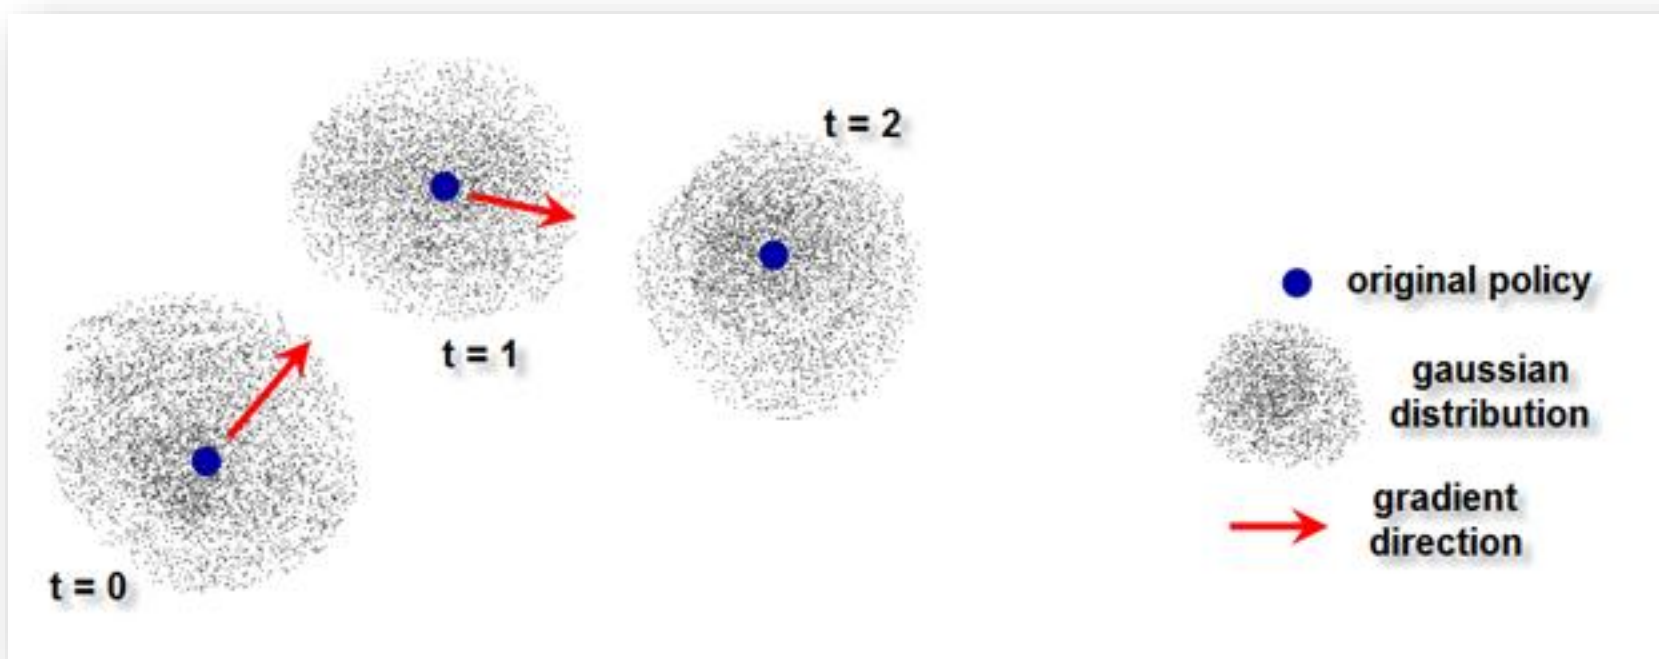 t = 2
t = 1
t = 0
original policy
gaussian
distribution
gradient
direction